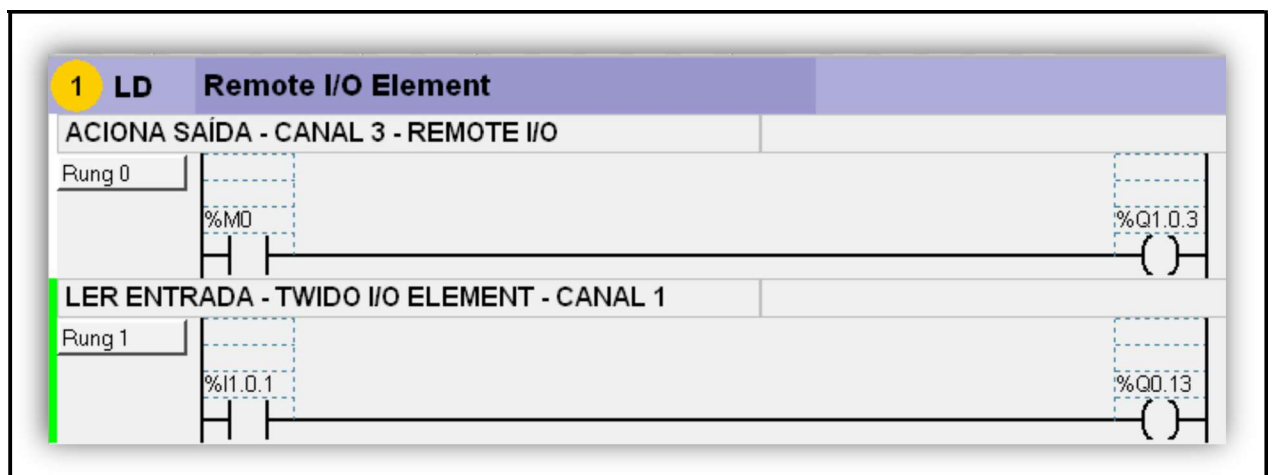 1 LD Remote I/O Element
ACIONA SAÍDA - CANAL 3 - REMOTE I/O
Rung 0
%M0 %Q1.0.3
LER ENTRADA - TWIDO I/O ELEMENT - CANAL 1
Rung 1
%I1.0.1 %Q0.13